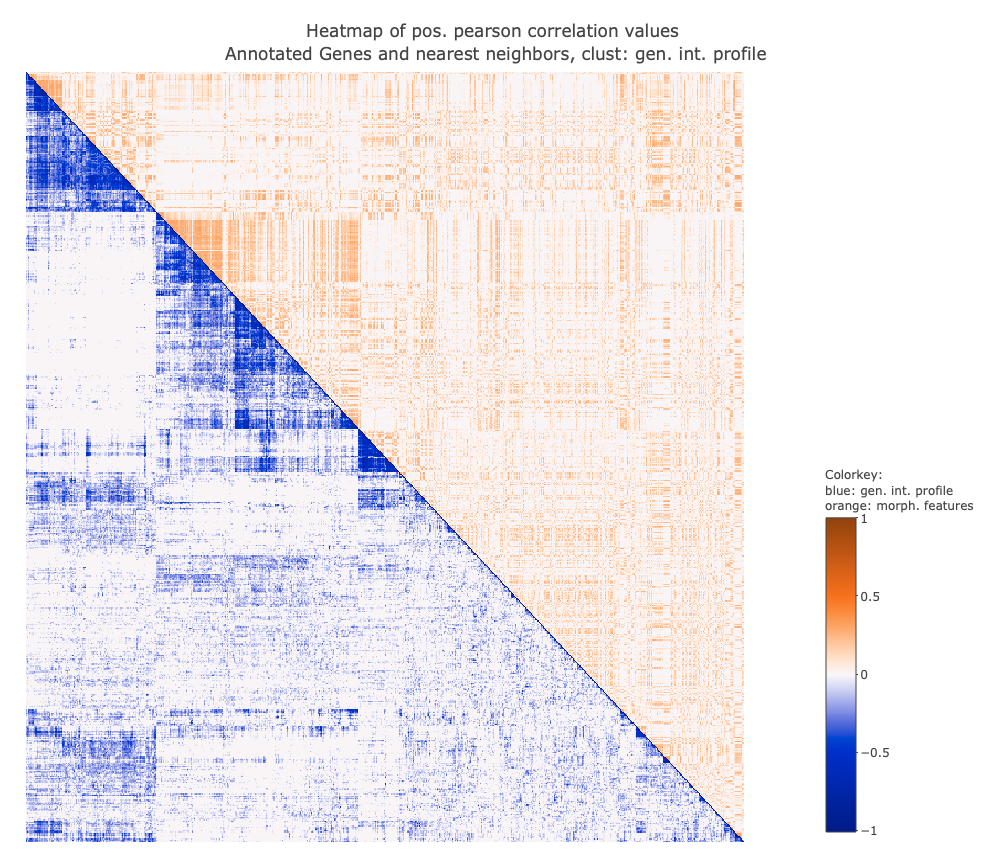 Heatmap of pos. pearson correlation values
Annotated Genes and nearest neighbors, clust: gen. int. profile
Colorkey:
blue: gen. int. profile
orange: morph. features
1
0.5
0
−0.5
−1